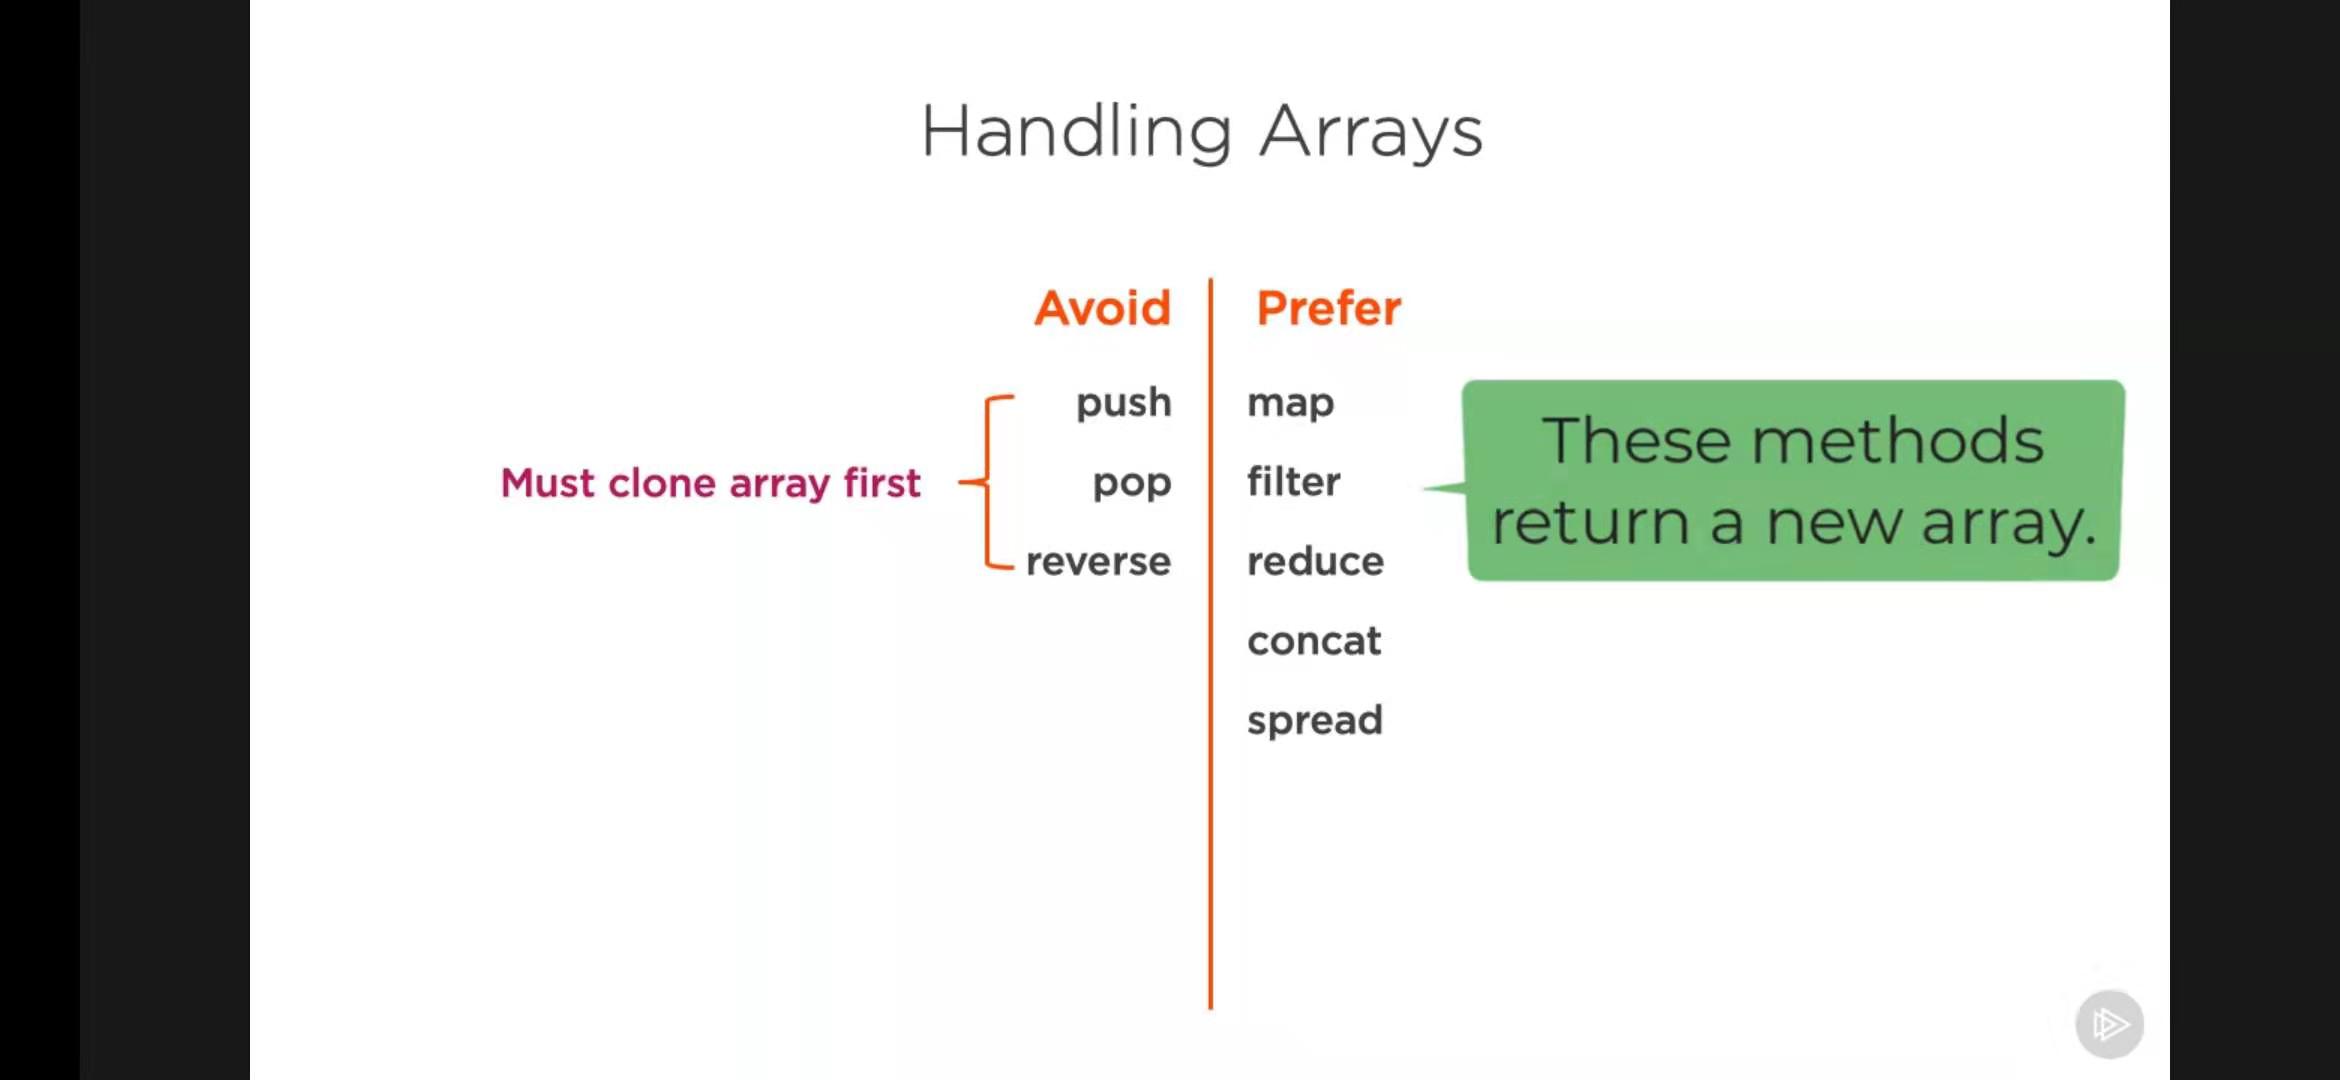 Handling Arrays
Avoid
Prefer
Must clone array first
push
pop
reverse
map
filter
reduce
concat
spread
These methods
return a new array.